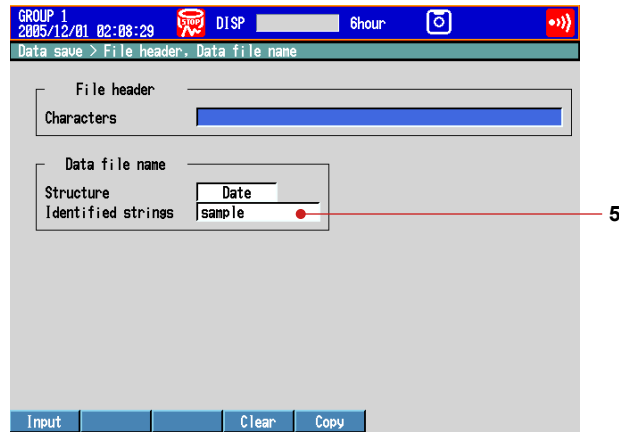 GROUP 1
2005/12/01 02:08:29 STOP DISP 6hour
Data save > File header, Data file name
File header
Characters
Data file name
Structure Date
Identified strings sample
5
Input Clear Copy